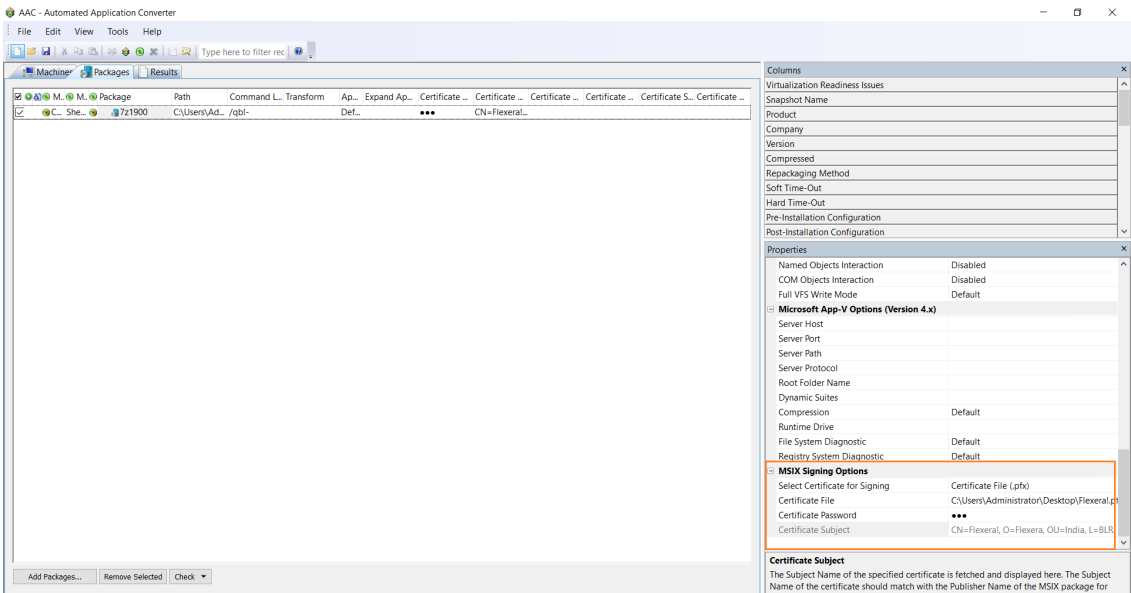 AAC - Automated Application Converter
File Edit View Tools Help
Type here to filter rec
Machines Packages Results
M.. M.. Package Path Command L... Transform Ap... Expand Ap... Certificate ... Certificate ... Certificate ... Certificate ... Certificate S... Certificate ...
C... She... 7z1900 C:\Users\Ad... /qb!- Def... ●●● CN=Flexera!...
Add Packages... Remove Selected Check
Columns
Virtualization Readiness Issues
Snapshot Name
Product
Company
Version
Compressed
Repackaging Method
Soft Time-Out
Hard Time-Out
Pre-Installation Configuration
Post-Installation Configuration
Properties
Named Objects Interaction Disabled
COM Objects Interaction Disabled
Full VFS Write Mode Default
Microsoft App-V Options (Version 4.x)
Server Host
Server Port
Server Path
Server Protocol
Root Folder Name
Dynamic Suites
Compression Default
Runtime Drive
File System Diagnostic Default
Registry System Diagnostic Default
MSIX Signing Options
Select Certificate for Signing Certificate File (.pfx)
Certificate File C:\Users\Administrator\Desktop\Flexeral.pf
Certificate Password ●●●
Certificate Subject CN=Flexera!, O=Flexera, OU=India, L=BLR
Certificate Subject
The Subject Name of the specified certificate is fetched and displayed here. The Subject
Name of the certificate should match with the Publisher Name of the MSIX package for